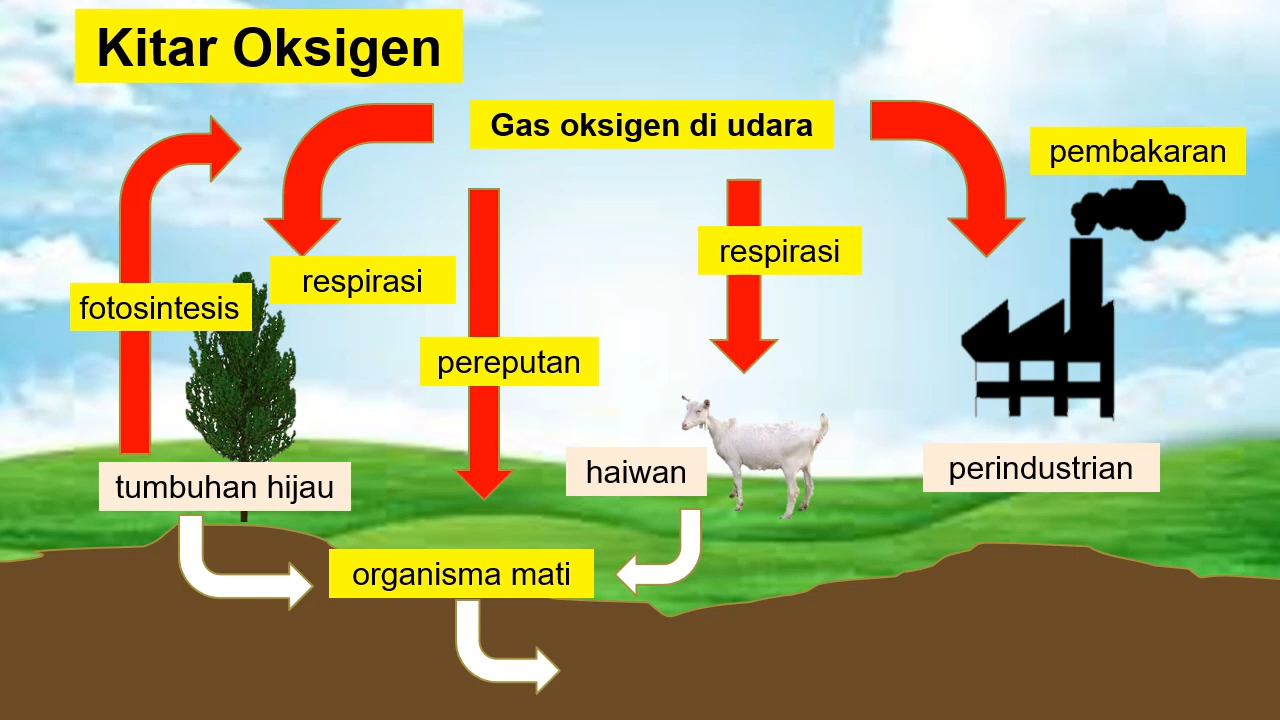 Kitar Oksigen
Gas oksigen di udara
pembakaran
respirasi
respirasi
fotosintesis
pereputan
haiwan
perindustrian
tumbuhan hijau
organisma mati